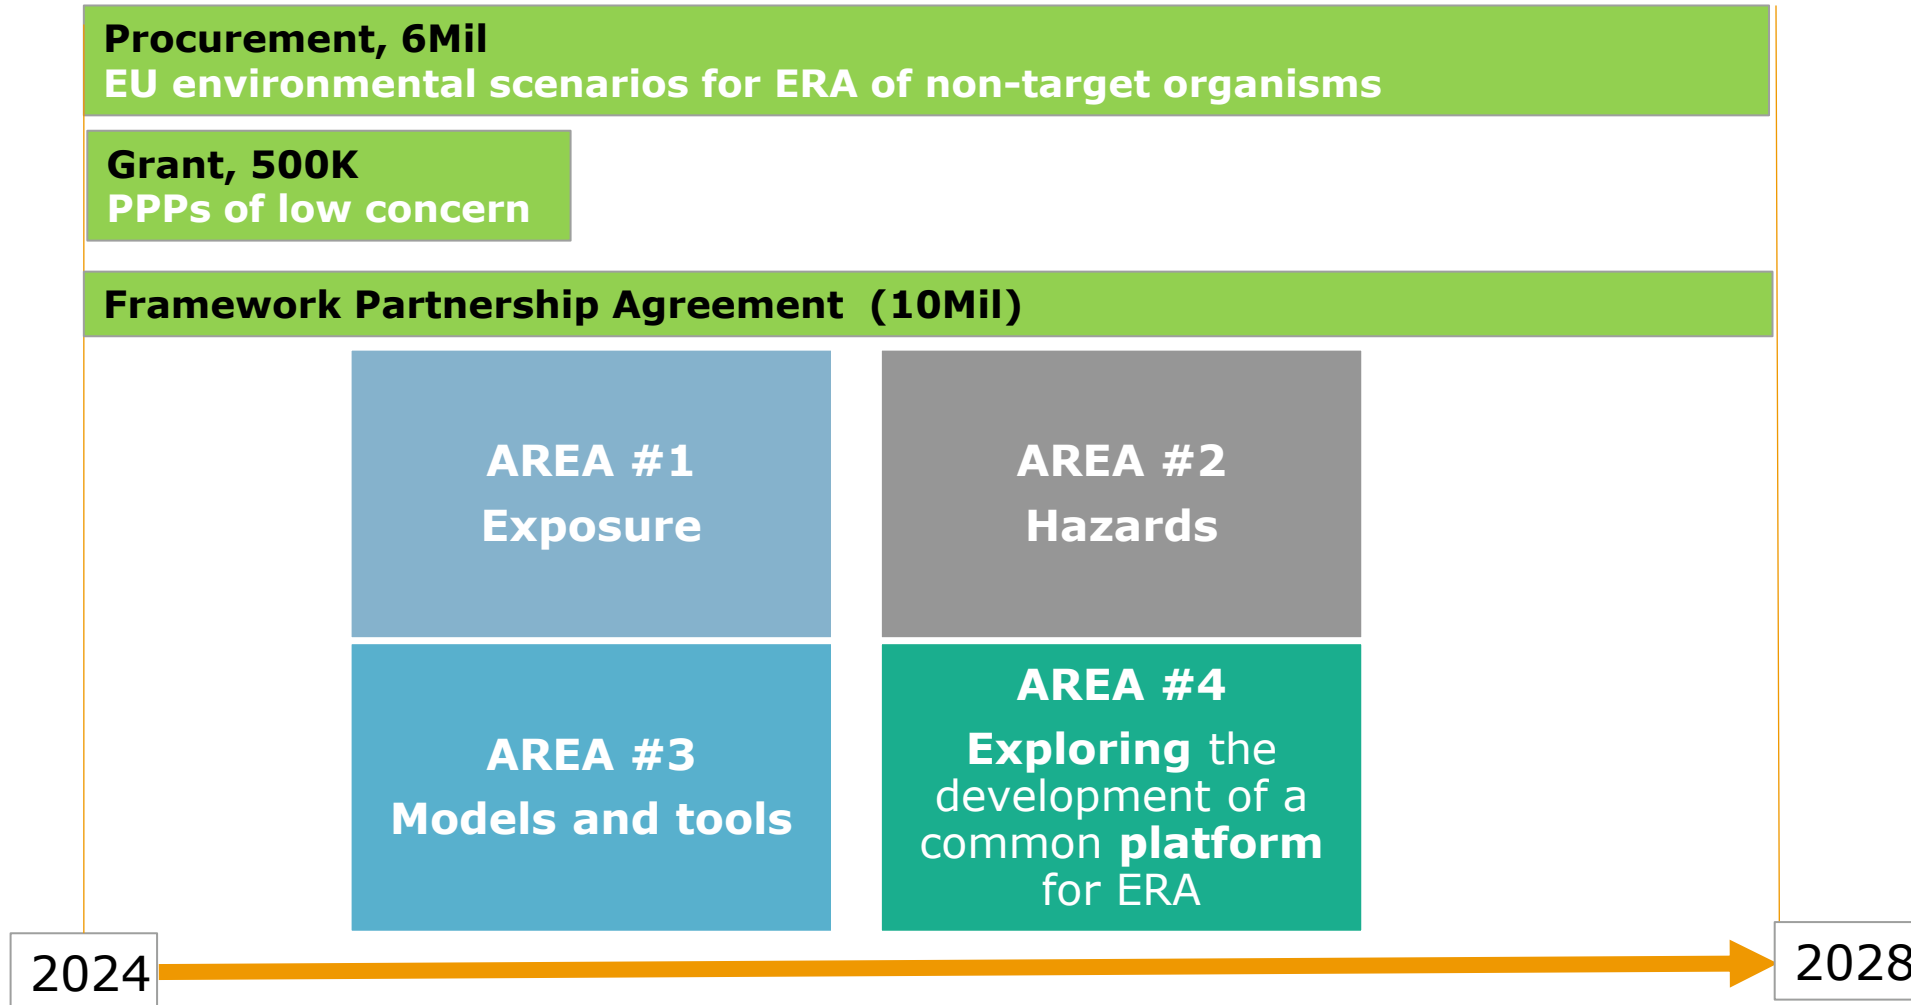 Procurement, 6Mil
EU environmental scenarios for ERA of non-target organisms
Grant, 500K
PPPs of low concern
Framework Partnership Agreement (10Mil)
AREA #1
Exposure
AREA #2
Hazards
AREA #3
Models and tools
AREA #4
Exploring the
development of a
common platform
for ERA
2024
2028